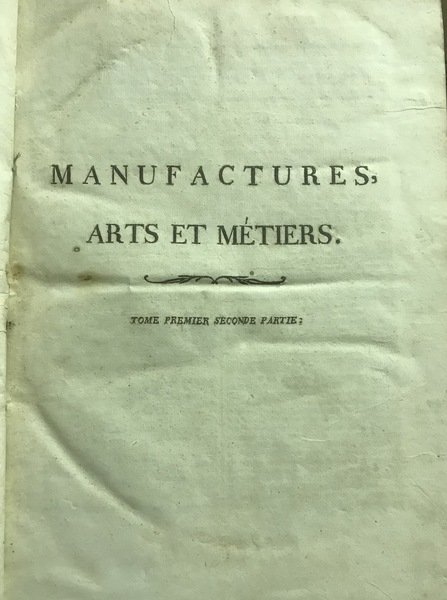 MANUFACTURES,
ARTS ET MÉTIERS.
TOME PREMIER SECONDE PARTIE;